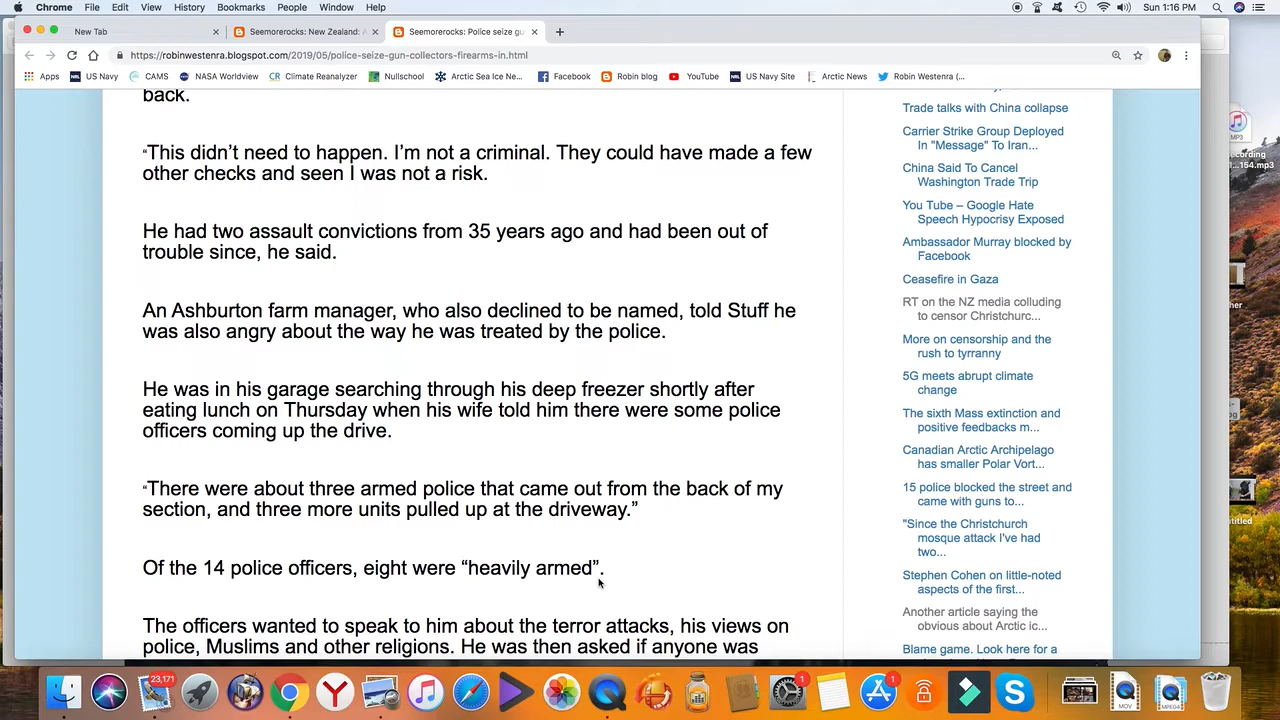 Chrome File Edit View History Bookmarks People Window Help
Sun 1:16 PM
New Tab
Seemorerocks: New Zealand:
Seemorerocks: Police seize gu
https://robinwestenra.blogspot.com/2019/05/police-seize-gun-collectors-firearms-in.html
Apps US Navy CAMS NASA Worldview Climate Reanalyzer Nullschool Arctic Sea Ice Ne... Facebook Robin blog YouTube US Navy Site Arctic News Robin Westenra (...
back.
“This didn’t need to happen. I’m not a criminal. They could have made a few
other checks and seen I was not a risk.
He had two assault convictions from 35 years ago and had been out of
trouble since, he said.
An Ashburton farm manager, who also declined to be named, told Stuff he
was also angry about the way he was treated by the police.
He was in his garage searching through his deep freezer shortly after
eating lunch on Thursday when his wife told him there were some police
officers coming up the drive.
“There were about three armed police that came out from the back of my
section, and three more units pulled up at the driveway.”
Of the 14 police officers, eight were “heavily armed”.
The officers wanted to speak to him about the terror attacks, his views on
police, Muslims and other religions. He was then asked if anyone was
Trade talks with China collapse
Carrier Strike Group Deployed
In "Message" To Iran...
China Said To Cancel
Washington Trade Trip
You Tube – Google Hate
Speech Hypocrisy Exposed
Ambassador Murray blocked by
Facebook
Ceasefire in Gaza
RT on the NZ media colluding
to censor Christchurc...
More on censorship and the
rush to tyrranny
5G meets abrupt climate
change
The sixth Mass extinction and
positive feedbacks m...
Canadian Arctic Archipelago
has smaller Polar Vort...
15 police blocked the street and
came with guns to...
"Since the Christchurch
mosque attack I've had
two...
Stephen Cohen on little-noted
aspects of the first...
Another article saying the
obvious about Arctic ic...
Blame game. Look here for a
MP3
ecording
1...154.mp3
her
titled
23,171
1
1
MOV
MPEG4